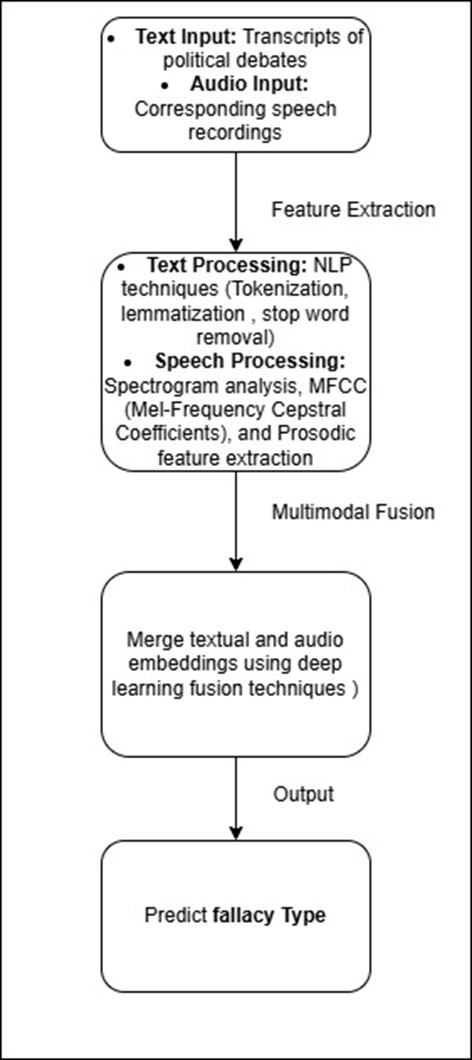 • Text Input: Transcripts of
political debates
• Audio Input:
Corresponding speech
recordings
Feature Extraction
• Text Processing: NLP
techniques (Tokenization,
lemmatization , stop word
removal)
• Speech Processing:
Spectrogram analysis, MFCC
(Mel-Frequency Cepstral
Coefficients), and Prosodic
feature extraction
Multimodal Fusion
Merge textual and audio
embeddings using deep
learning fusion techniques )
Output
Predict fallacy Type